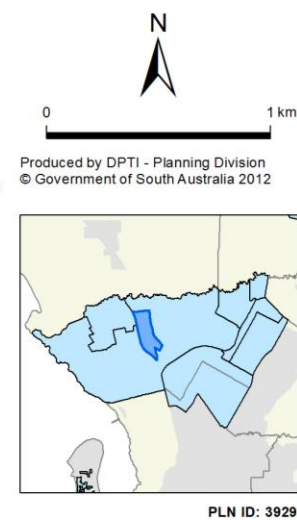 N
0 1 km
Produced by DPTI - Planning Division
© Government of South Australia 2012
PLN ID: 3929